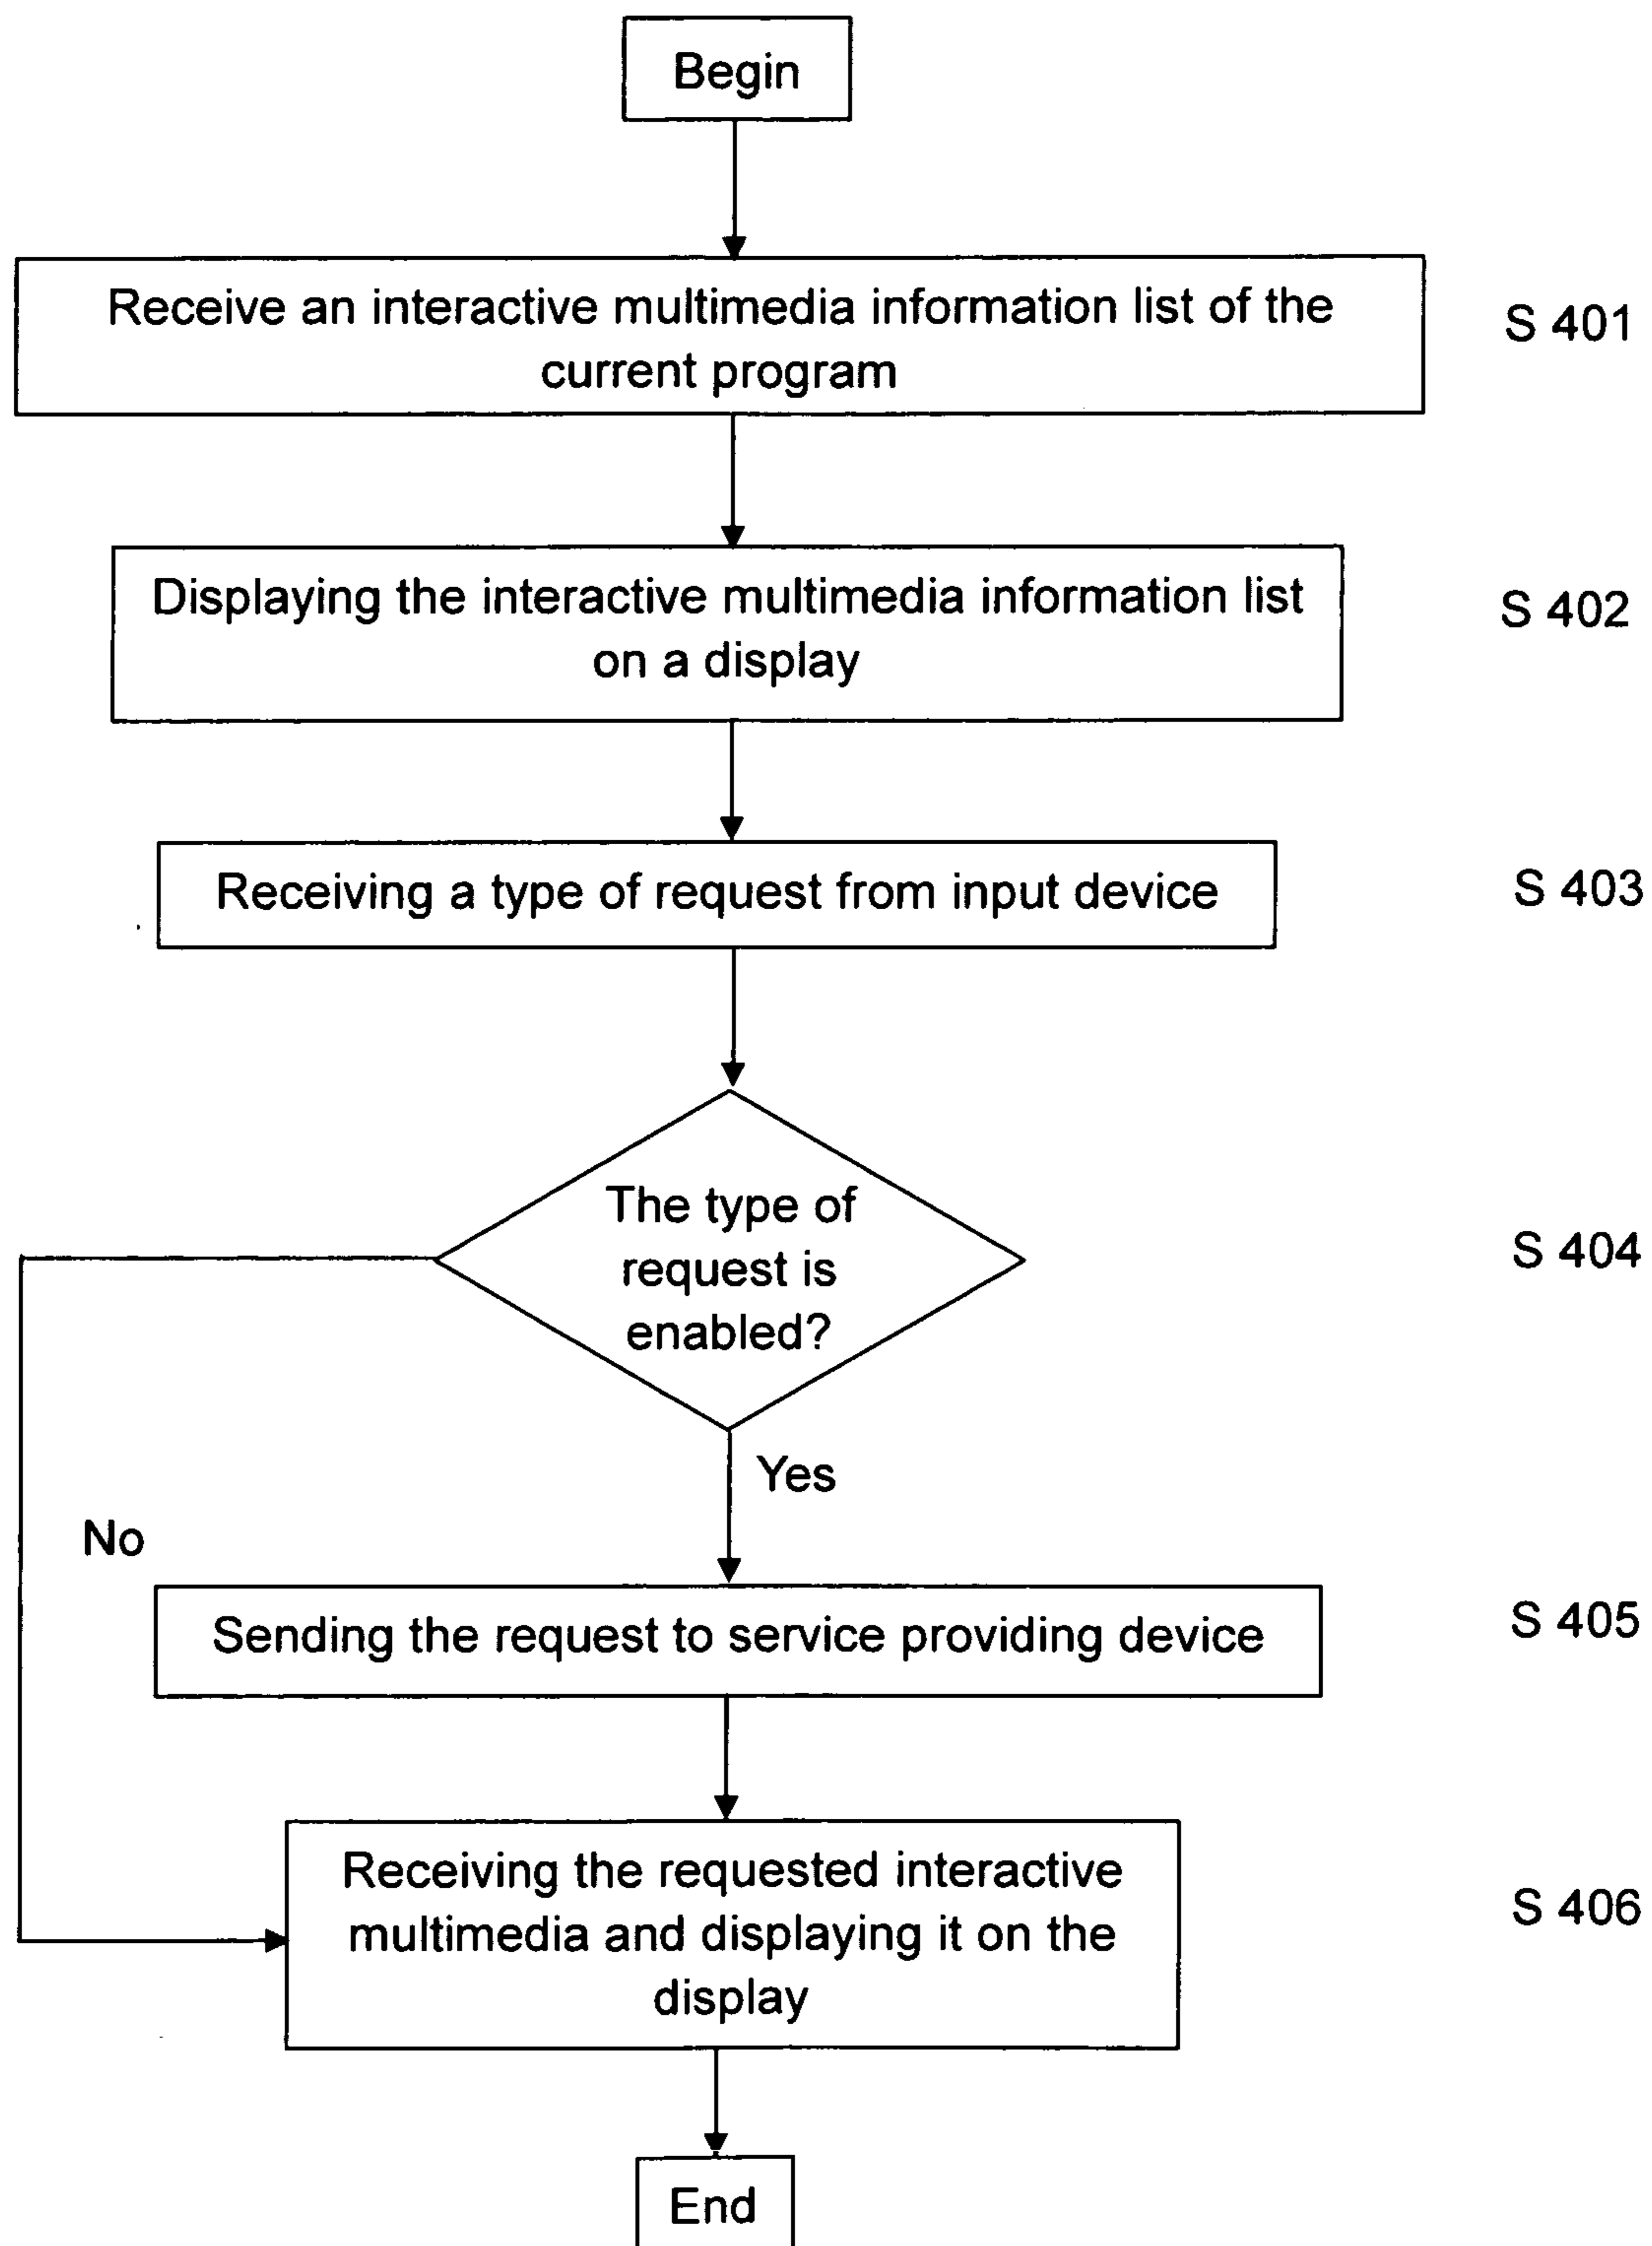 Begin
Receive an interactive multimedia information list of the
current program
S 401
Displaying the interactive multimedia information list
on a display
S 402
Receiving a type of request from input device
S 403
The type of
request is
enabled?
S 404
Yes
No
Sending the request to service providing device
S 405
Receiving the requested interactive
multimedia and displaying it on the
display
S 406
End